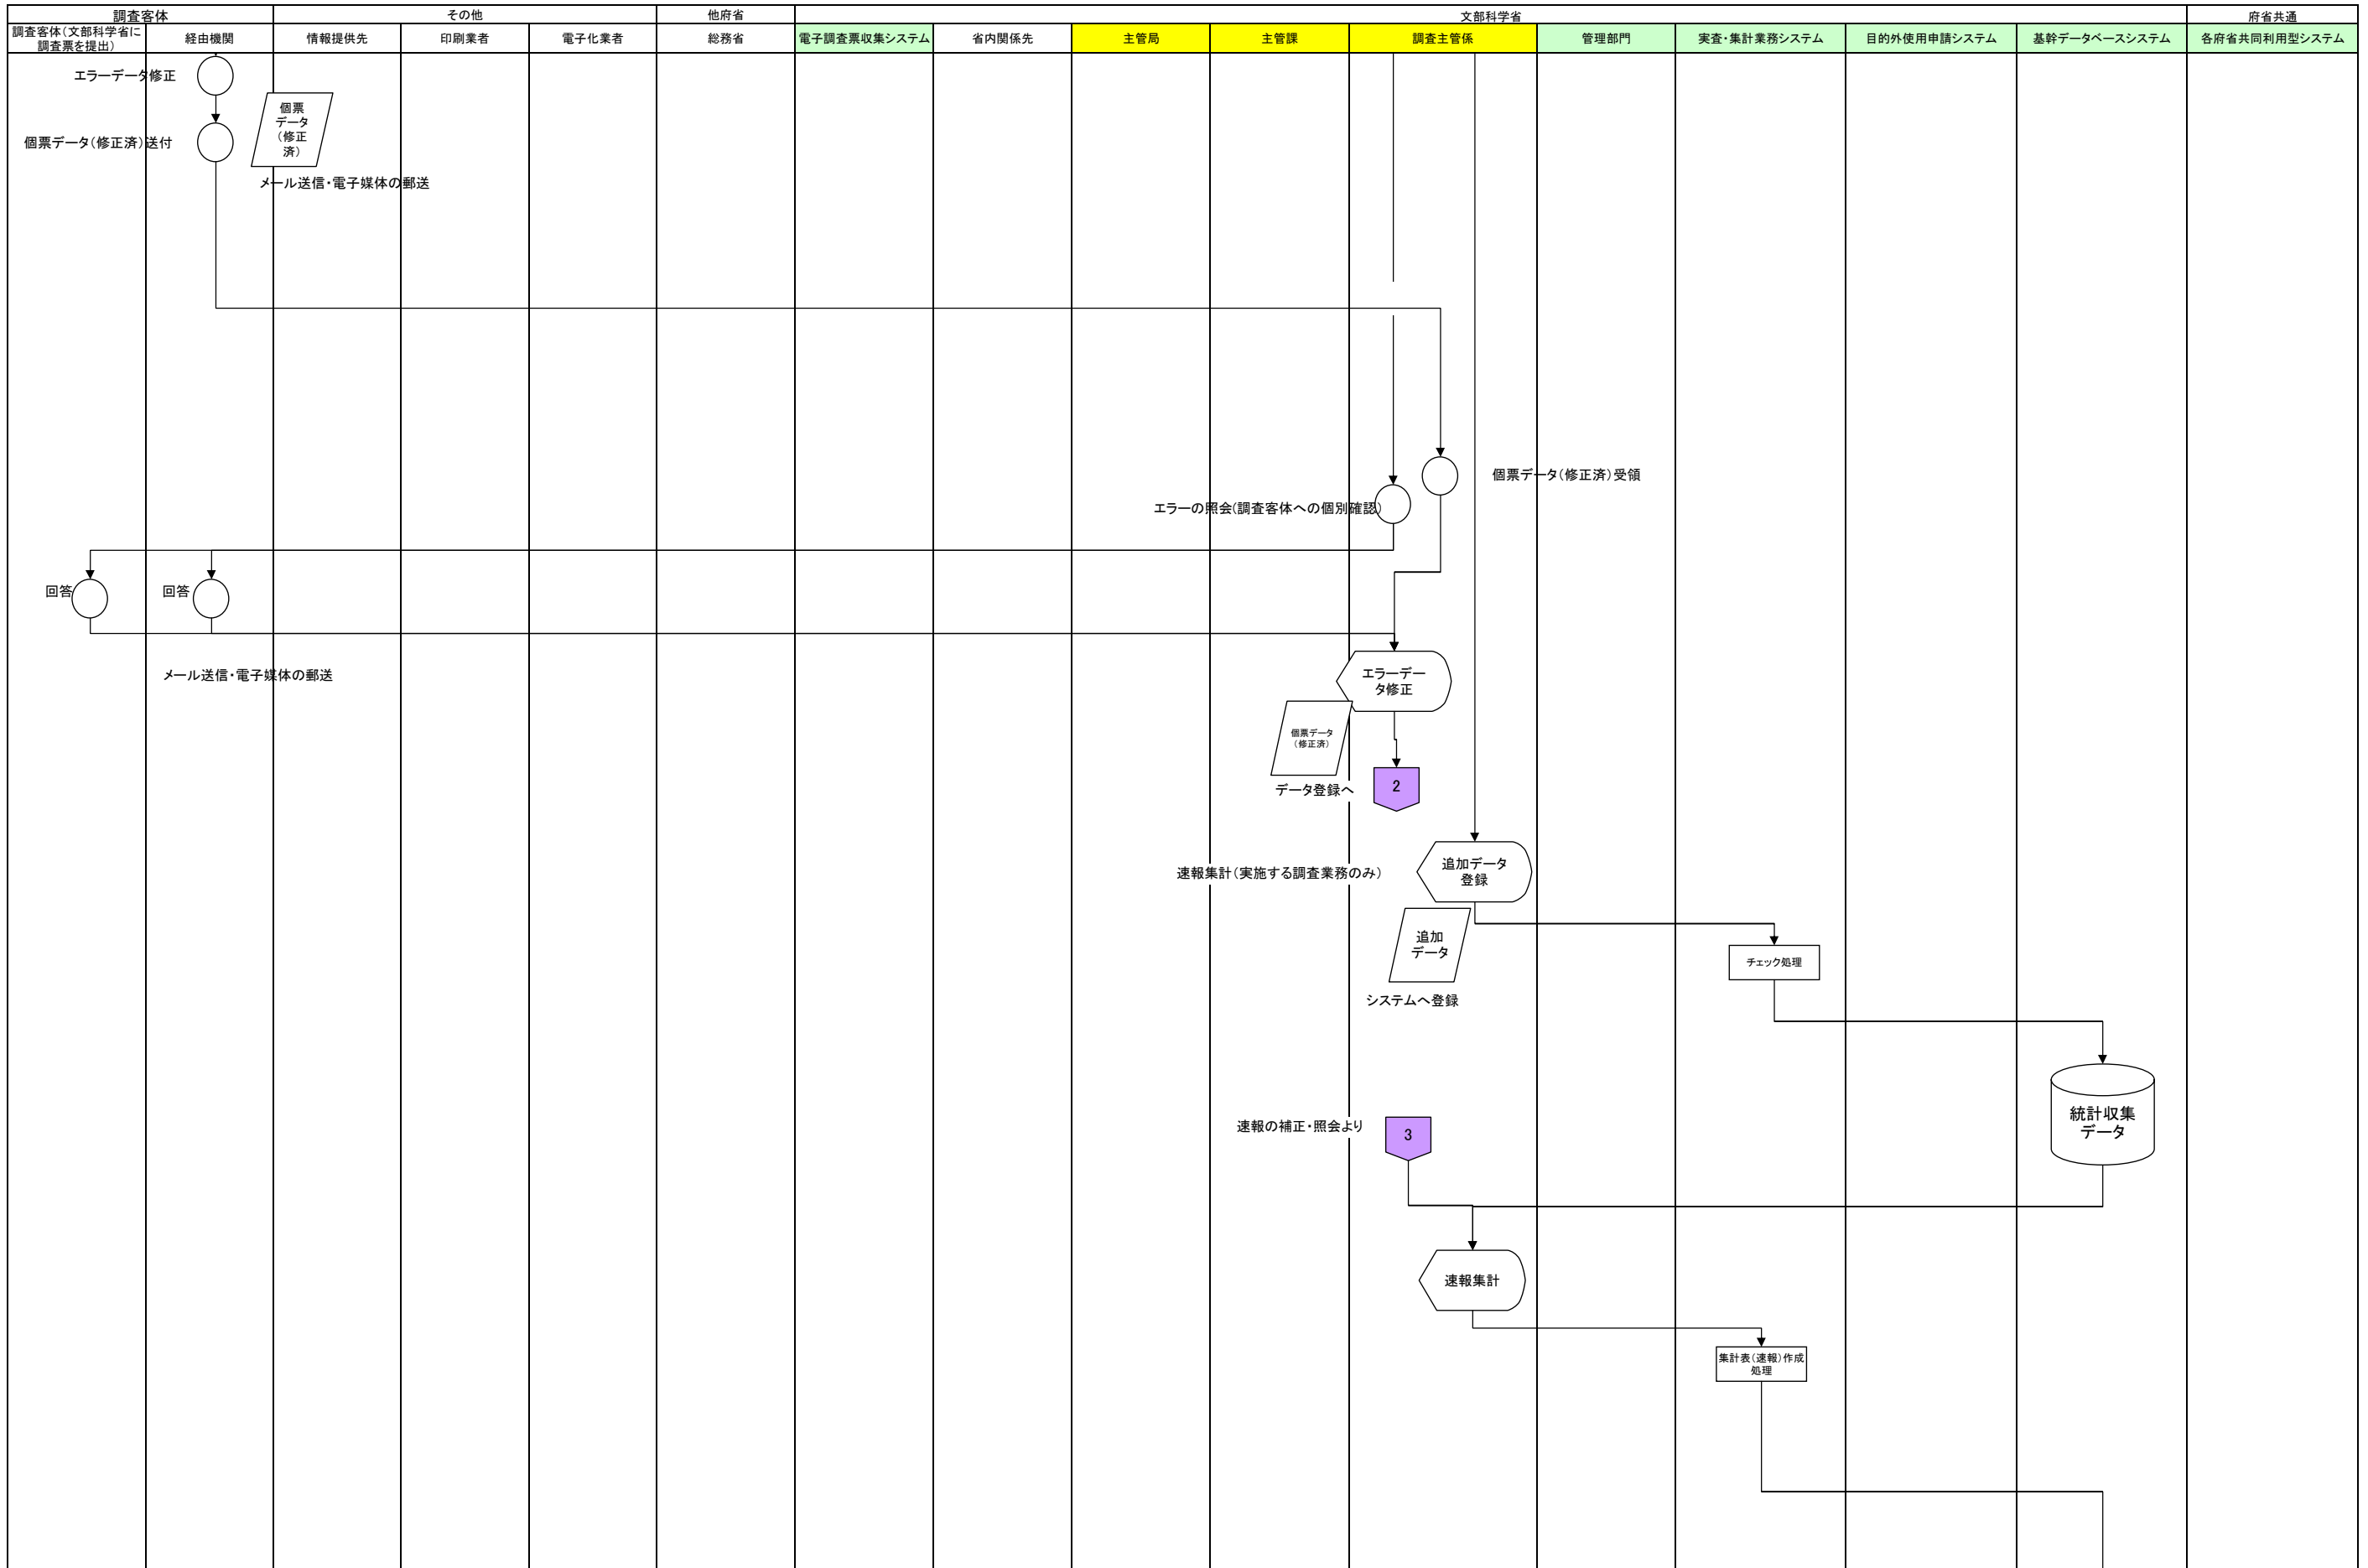 調査客体
その他
他府省
文部科学省
府省共通
調査客体(文部科学省に
調査票を提出)
経由機関
情報提供先
印刷業者
電子化業者
総務省
電子調査票収集システム
省内関係先
主管局
主管課
調査主管係
管理部門
実査・集計業務システム
目的外使用申請システム
基幹データベースシステム
各府省共同利用型システム
エラーデータ修正
個票
データ
(修正
済)
個票データ(修正済)送付
メール送信・電子媒体の郵送
個票データ(修正済)受領
エラーの照会(調査客体への個別確認)
回答
回答
メール送信・電子媒体の郵送
エラーデー
タ修正
個票データ
(修正済)
データ登録へ
2
速報集計(実施する調査業務のみ)
追加データ
登録
追加
データ
チェック処理
システムへ登録
統計収集
データ
速報の補正・照会より
3
速報集計
集計表(速報)作成
処理